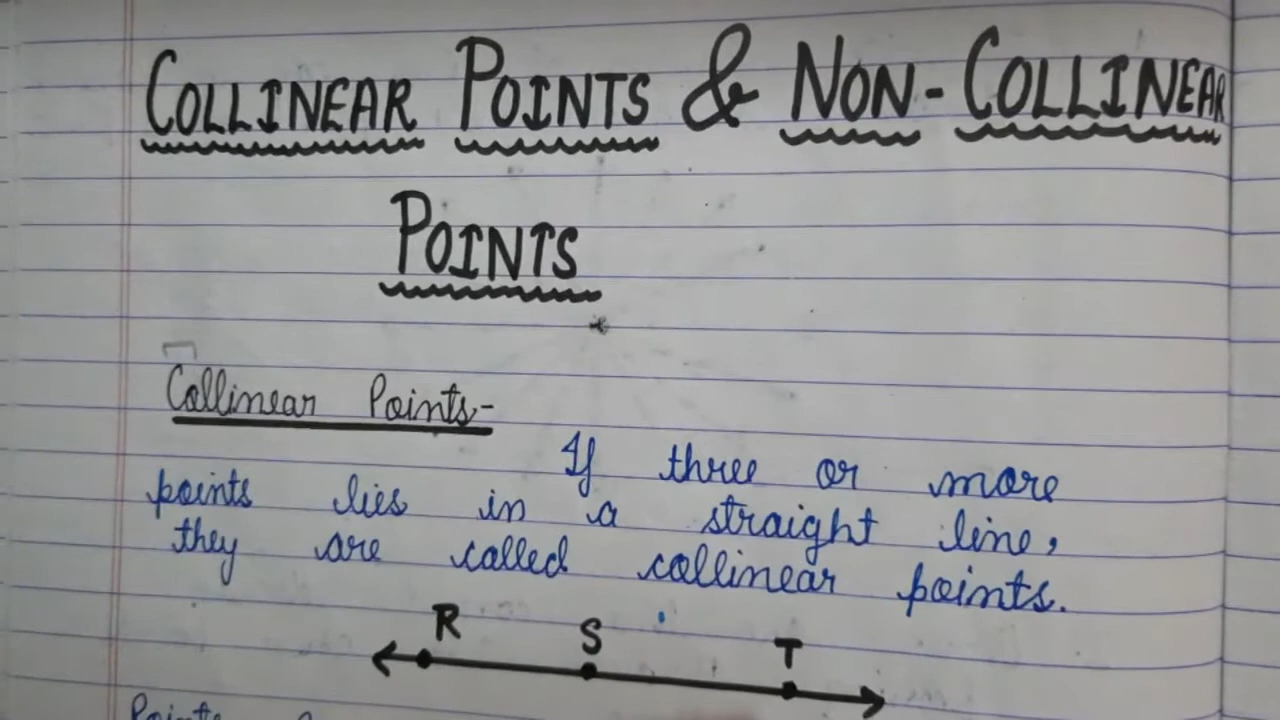 COLLINEAR POINTS & NON-COLLINEAR
POINTS
Collinear Points-
If three or more
points lies in a straight line,
they are called collinear points.
R S T
Points